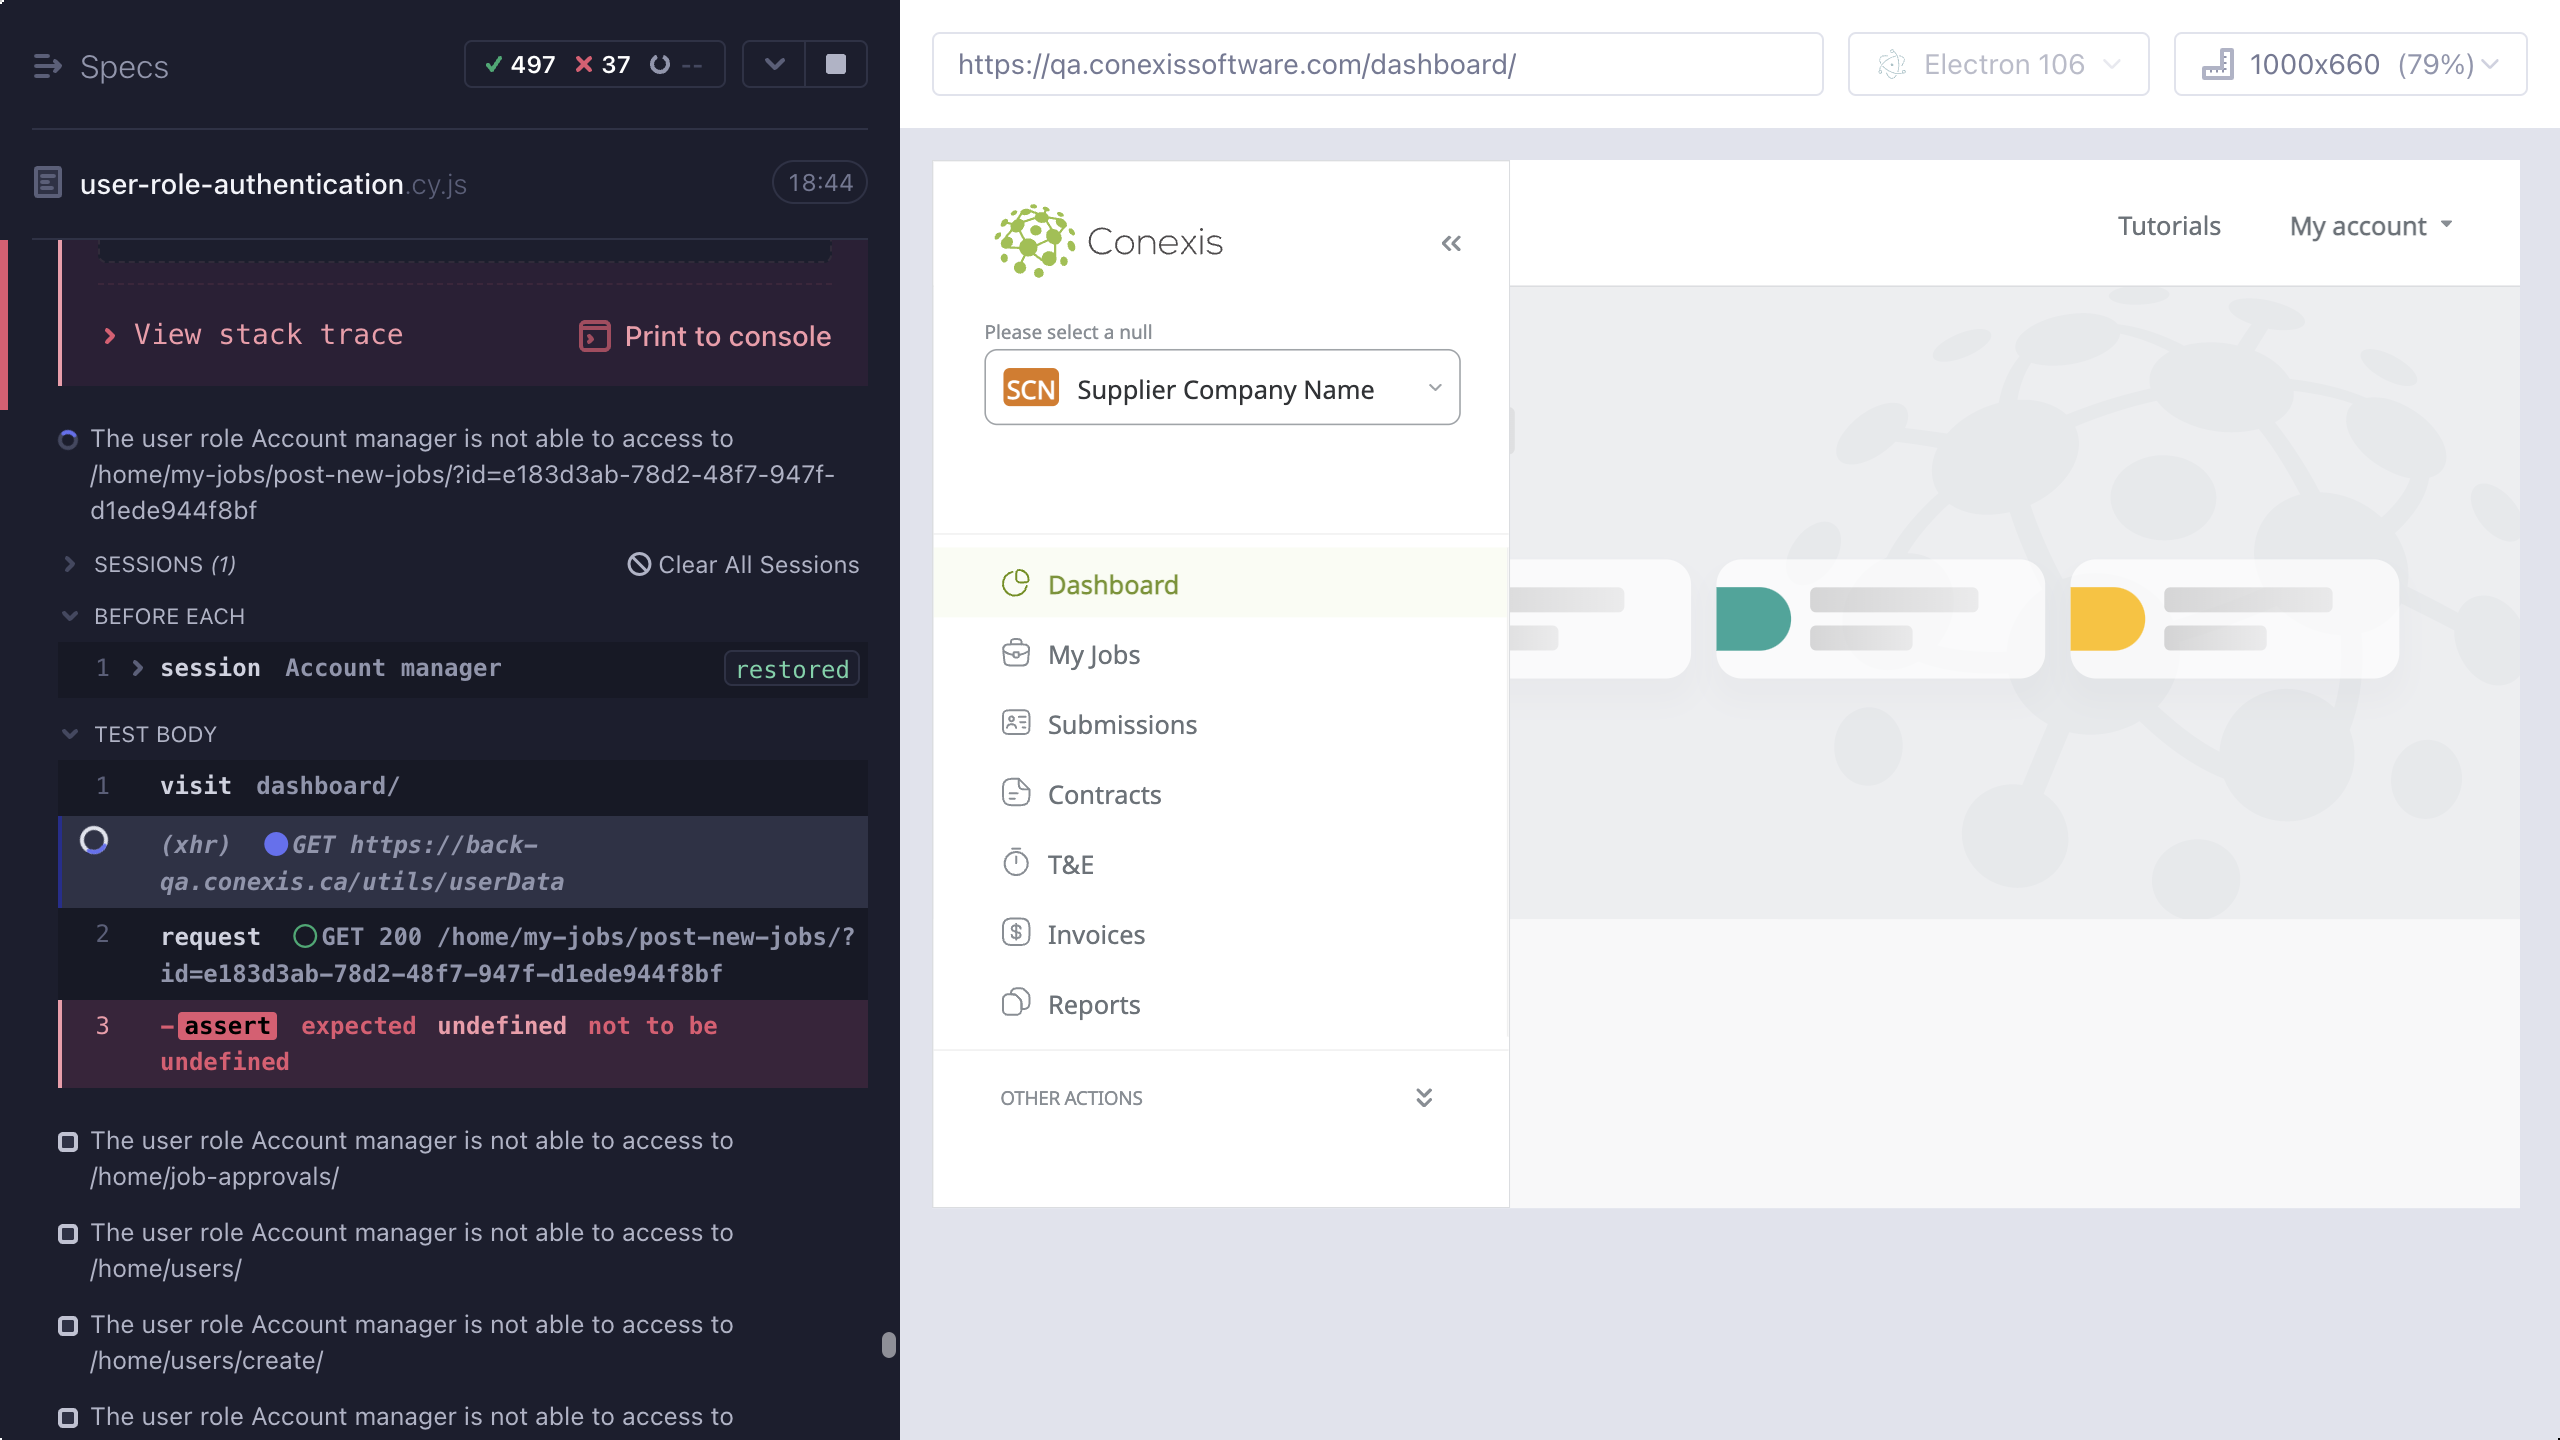 Specs
497 37 --
user-role-authentication.cy.js
18:44
View stack trace
Print to console
The user role Account manager is not able to access to
/home/my-jobs/post-new-jobs/?id=e183d3ab-78d2-48f7-947f-
d1ede944f8bf
SESSIONS (1)
Clear All Sessions
BEFORE EACH
1 session Account manager restored
TEST BODY
1 visit dashboard/
(xhr) GET https://back-
qa.conexis.ca/utils/userData
2 request GET 200 /home/my-jobs/post-new-jobs/?
id=e183d3ab-78d2-48f7-947f-d1ede944f8bf
3 -assert expected undefined not to be
undefined
The user role Account manager is not able to access to
/home/job-approvals/
The user role Account manager is not able to access to
/home/users/
The user role Account manager is not able to access to
/home/users/create/
The user role Account manager is not able to access to
https://qa.conexissoftware.com/dashboard/
Electron 106
1000x660 (79%)
Conexis
Tutorials
My account
Please select a null
SCN Supplier Company Name
Dashboard
My Jobs
Submissions
Contracts
T&E
Invoices
Reports
OTHER ACTIONS